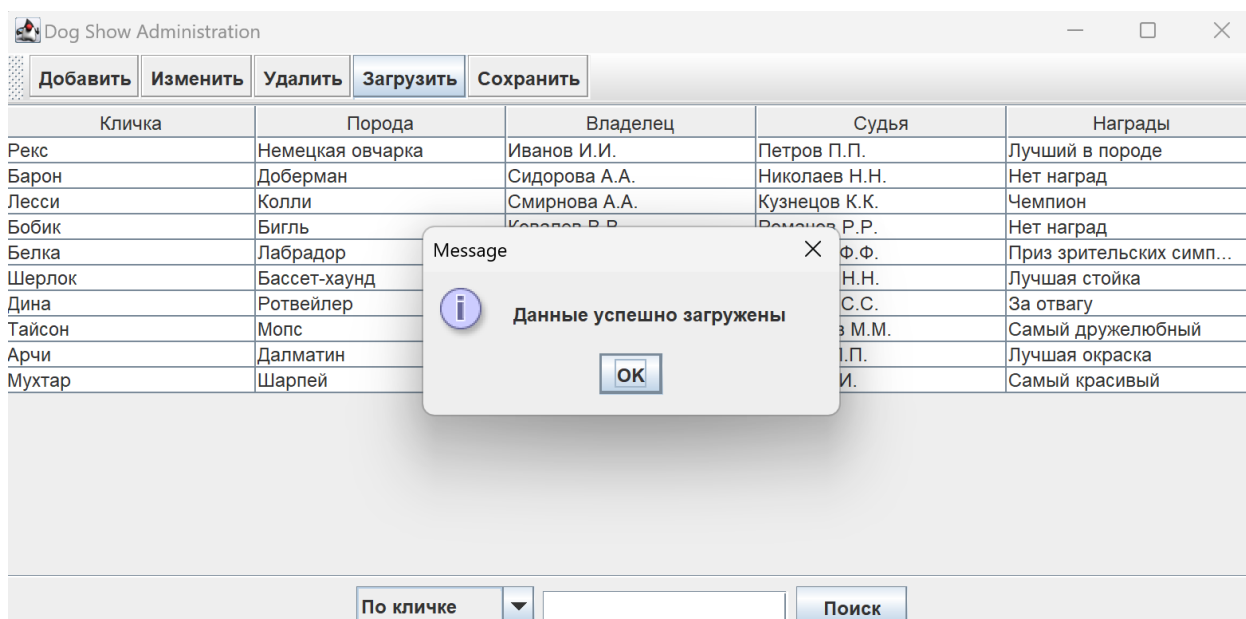 Dog Show Administration
Добавить Изменить Удалить Загрузить Сохранить
Кличка Порода Владелец Судья Награды
Рекс Немецкая овчарка Иванов И.И. Петров П.П. Лучший в породе
Барон Доберман Сидорова А.А. Николаев Н.Н. Нет наград
Лесси Колли Смирнова А.А. Кузнецов К.К. Чемпион
Бобик Бигль Ковалев В.В. Романов Р.Р. Нет наград
Белка Лабрадор Ф.Ф. Приз зрительских симп...
Шерлок Бассет-хаунд Н.Н. Лучшая стойка
Дина Ротвейлер С.С. За отвагу
Тайсон Мопс М.М. Самый дружелюбный
Арчи Далматин Лучшая окраска
Мухтар Шарпей Самый красивый
Message
Данные успешно загружены
OK
По кличке Поиск